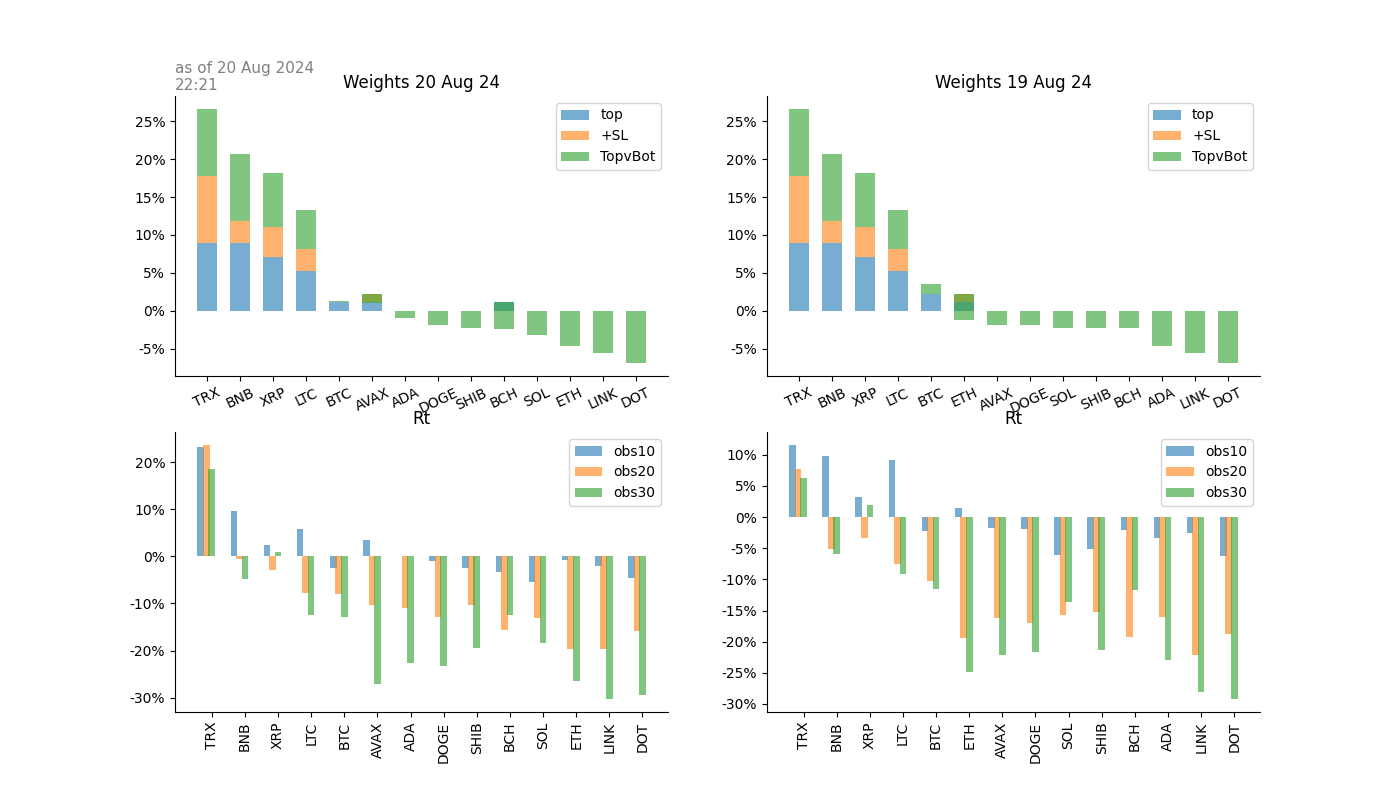 as of 20 Aug 2024
22:21
Weights 20 Aug 24
25%
20%
15%
10%
5%
0%
-5%
top
+SL
TopvBot
TRX BNB XRP LTC BTC AVAX ADA DOGE SHIB BCH SOL ETH LINK DOT
Weights 19 Aug 24
25%
20%
15%
10%
5%
0%
-5%
top
+SL
TopvBot
TRX BNB XRP LTC BTC ETH AVAX DOGE SOL SHIB BCH ADA LINK DOT
Rt
20%
10%
0%
-10%
-20%
-30%
obs10
obs20
obs30
TRX BNB XRP LTC BTC AVAX ADA DOGE SHIB BCH SOL ETH LINK DOT
Rt
10%
5%
0%
-5%
-10%
-15%
-20%
-25%
-30%
obs10
obs20
obs30
TRX BNB XRP LTC BTC ETH AVAX DOGE SOL SHIB BCH ADA LINK DOT